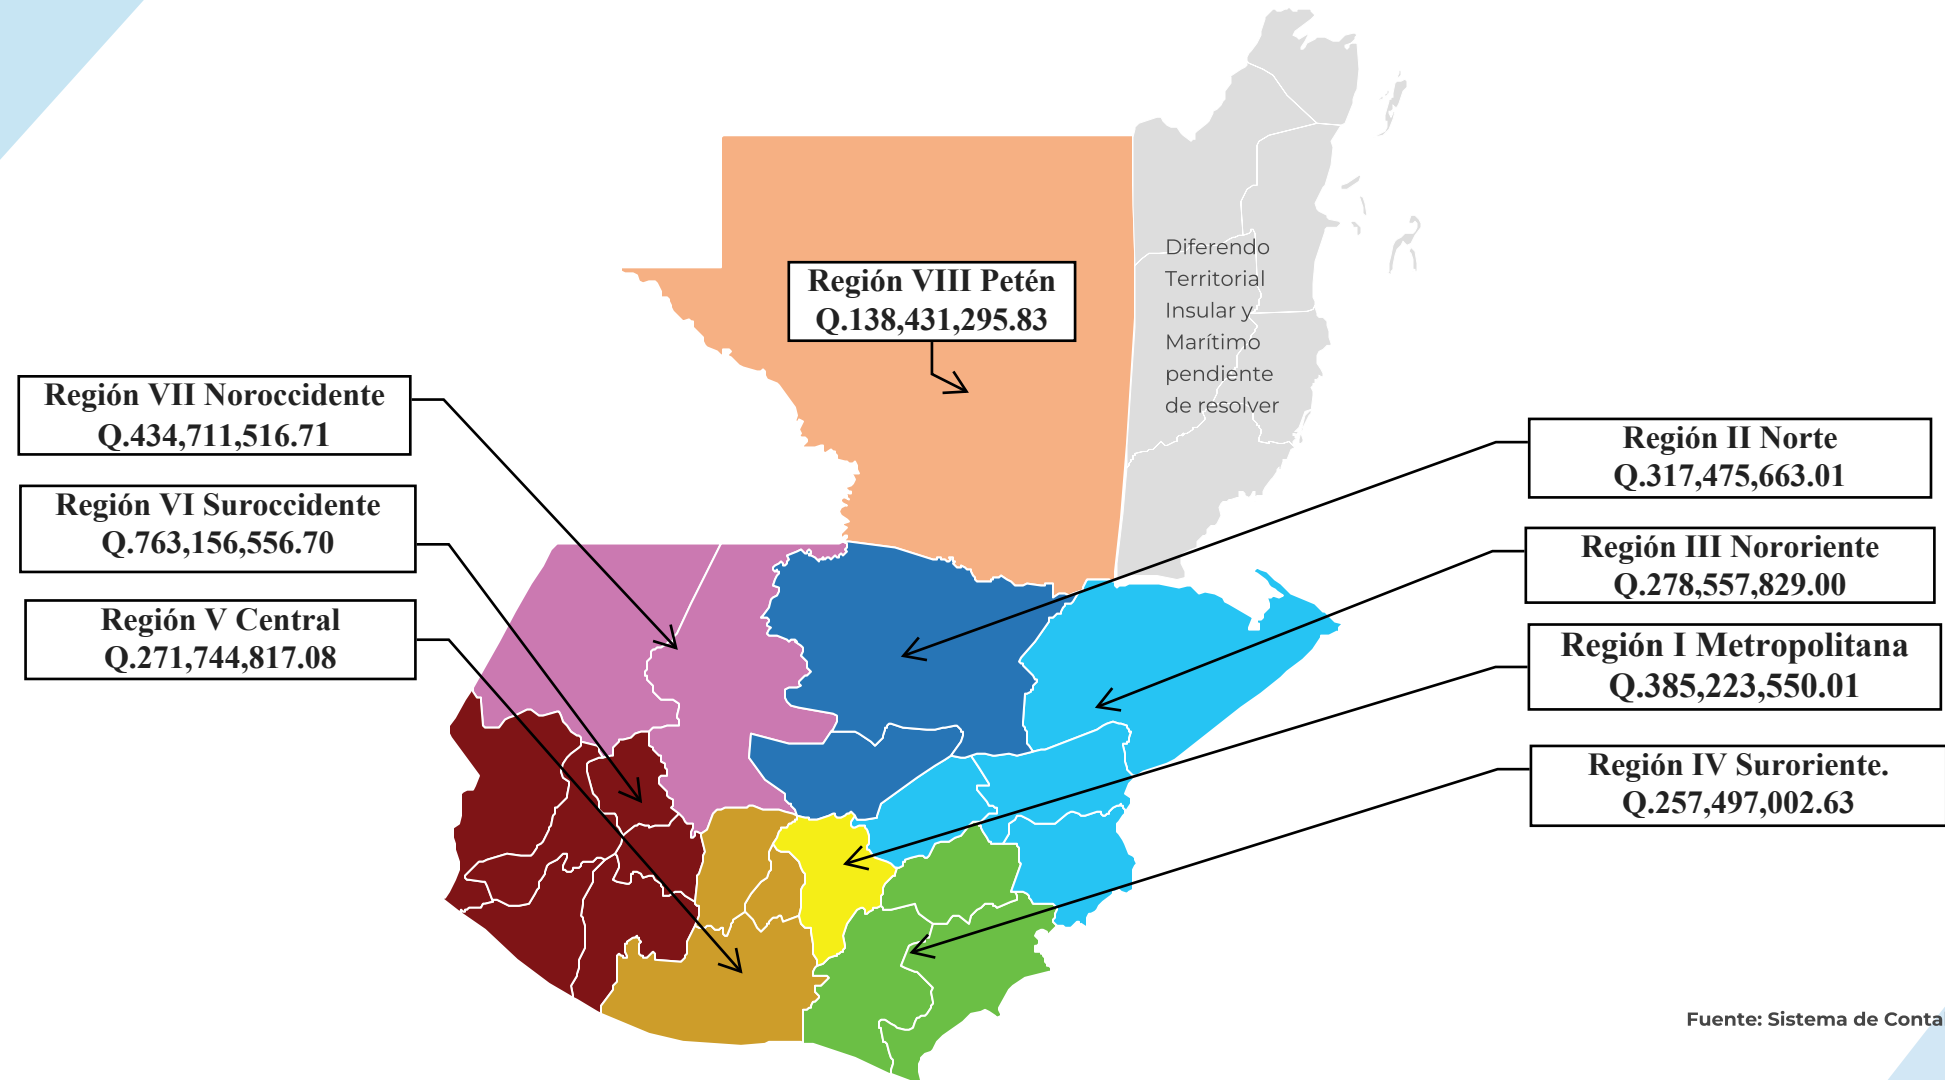 Región VIII Petén
Q.138,431,295.83
Diferendo
Territorial
Insular y
Marítimo
pendiente
de resolver
Región VII Noroccidente
Q.434,711,516.71
Región VI Suroccidente
Q.763,156,556.70
Región V Central
Q.271,744,817.08
Región II Norte
Q.317,475,663.01
Región III Nororiente
Q.278,557,829.00
Región I Metropolitana
Q.385,223,550.01
Región IV Suroriente.
Q.257,497,002.63
Fuente: Sistema de Conta